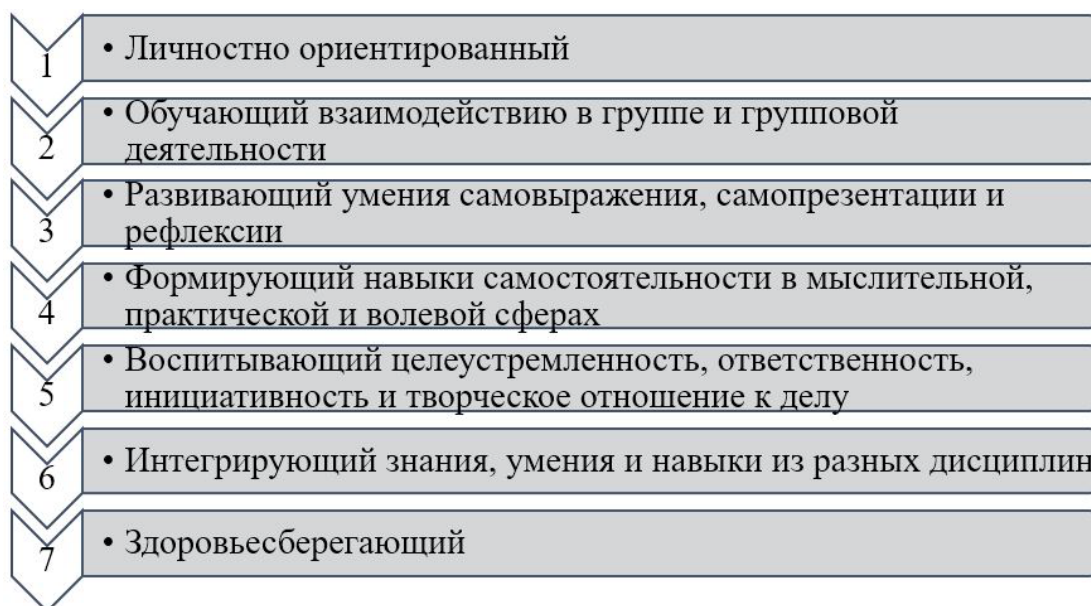 1 • Личностно ориентированный
2 • Обучающий взаимодействию в группе и групповой
деятельности
3 • Развивающий умения самовыражения, самопрезентации и
рефлексии
4 • Формирующий навыки самостоятельности в мыслительной,
практической и волевой сферах
5 • Воспитывающий целеустремленность, ответственность,
инициативность и творческое отношение к делу
6 • Интегрирующий знания, умения и навыки из разных дисциплин
7 • Здоровьесберегающий